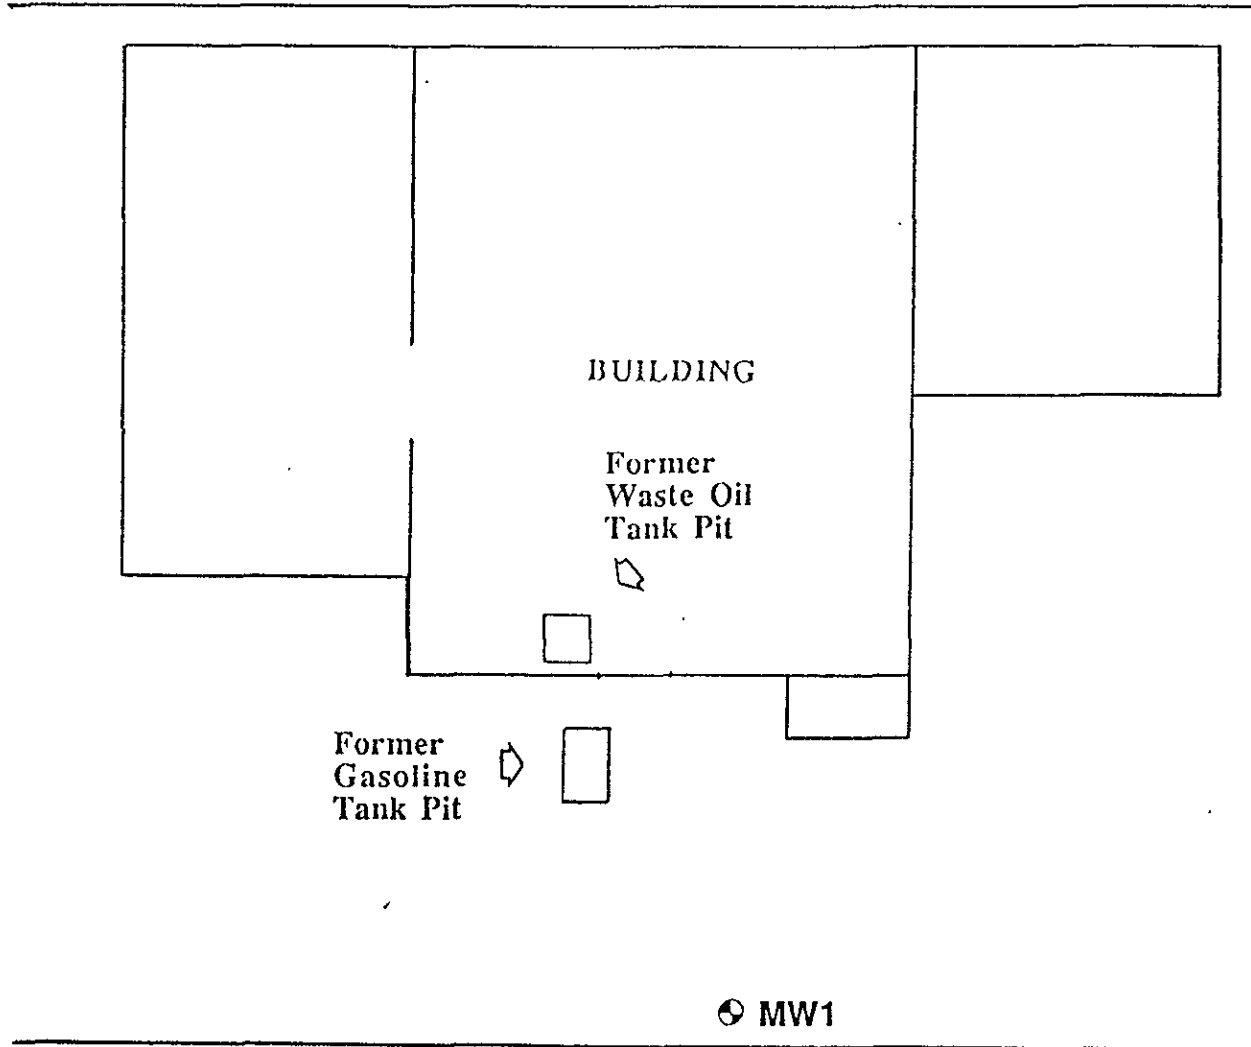 BUILDING
Former
Waste Oil
Tank Pit
Former
Gasoline
Tank Pit
MW1